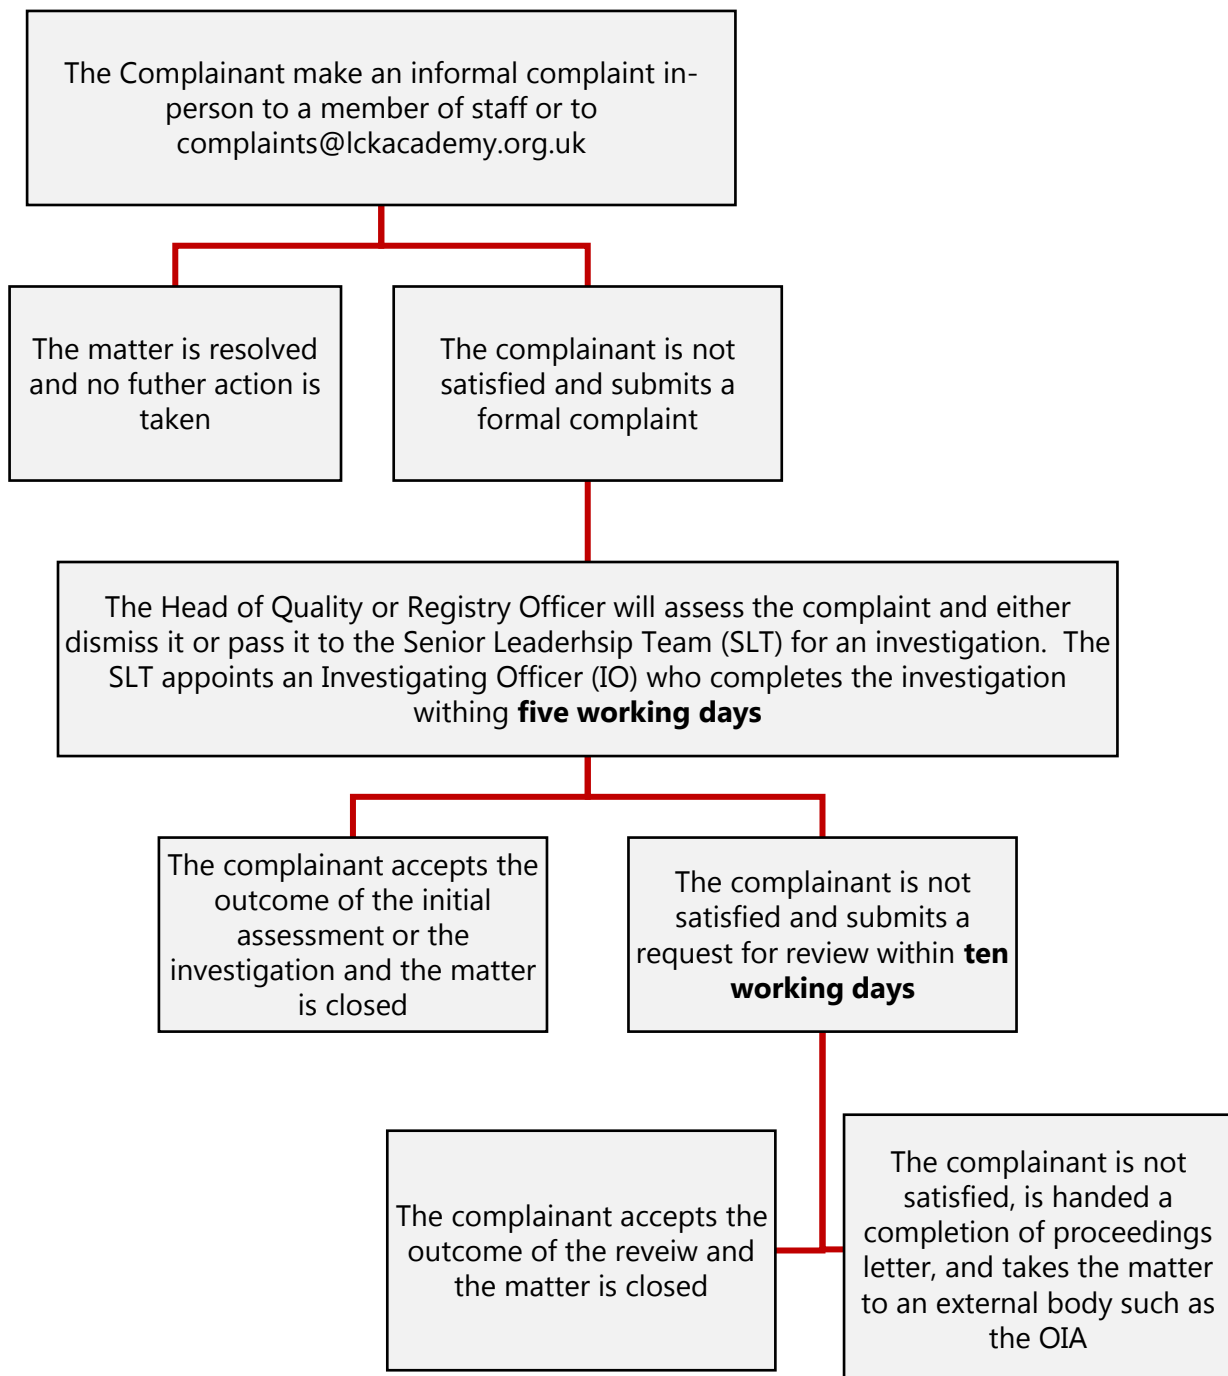 The Complainant make an informal complaint in-
person to a member of staff or to
complaints@lckacademy.org.uk
The matter is resolved
and no futher action is
taken
The complainant is not
satisfied and submits a
formal complaint
The Head of Quality or Registry Officer will assess the complaint and either
dismiss it or pass it to the Senior Leaderhsip Team (SLT) for an investigation.  The
SLT appoints an Investigating Officer (IO) who completes the investigation
withing five working days
The complainant accepts the
outcome of the initial
assessment or the
investigation and the matter
is closed
The complainant is not
satisfied and submits a
request for review within ten
working days
The complainant accepts the
outcome of the reveiw and
the matter is closed
The complainant is not
satisfied, is handed a
completion of proceedings
letter, and takes the matter
to an external body such as
the OIA